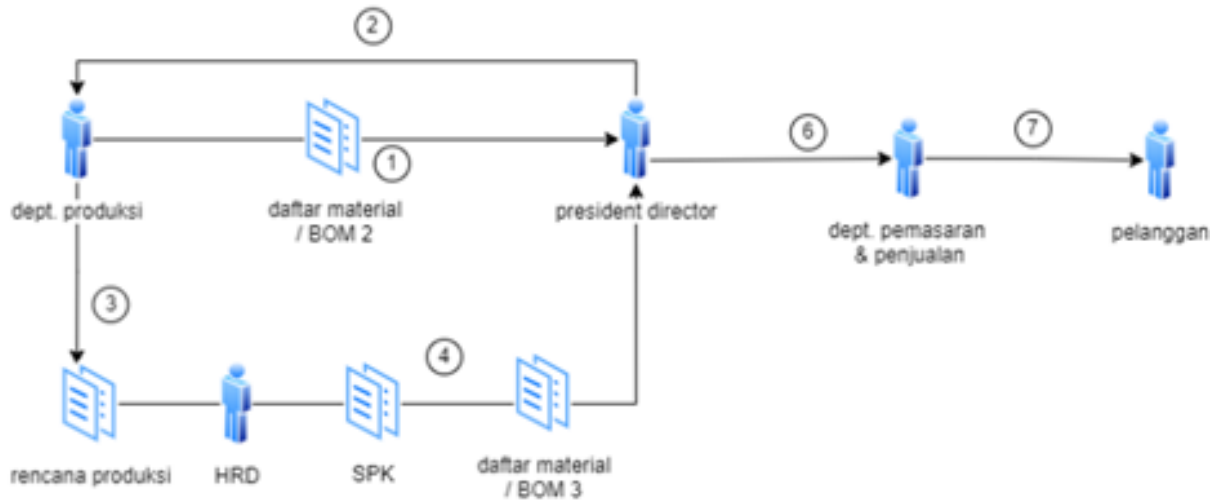 2
1
6
7
dept. produksi
daftar material
/ BOM 2
president director
dept. pemasaran
& penjualan
pelanggan
3
4
rencana produksi
HRD
SPK
daftar material
/ BOM 3